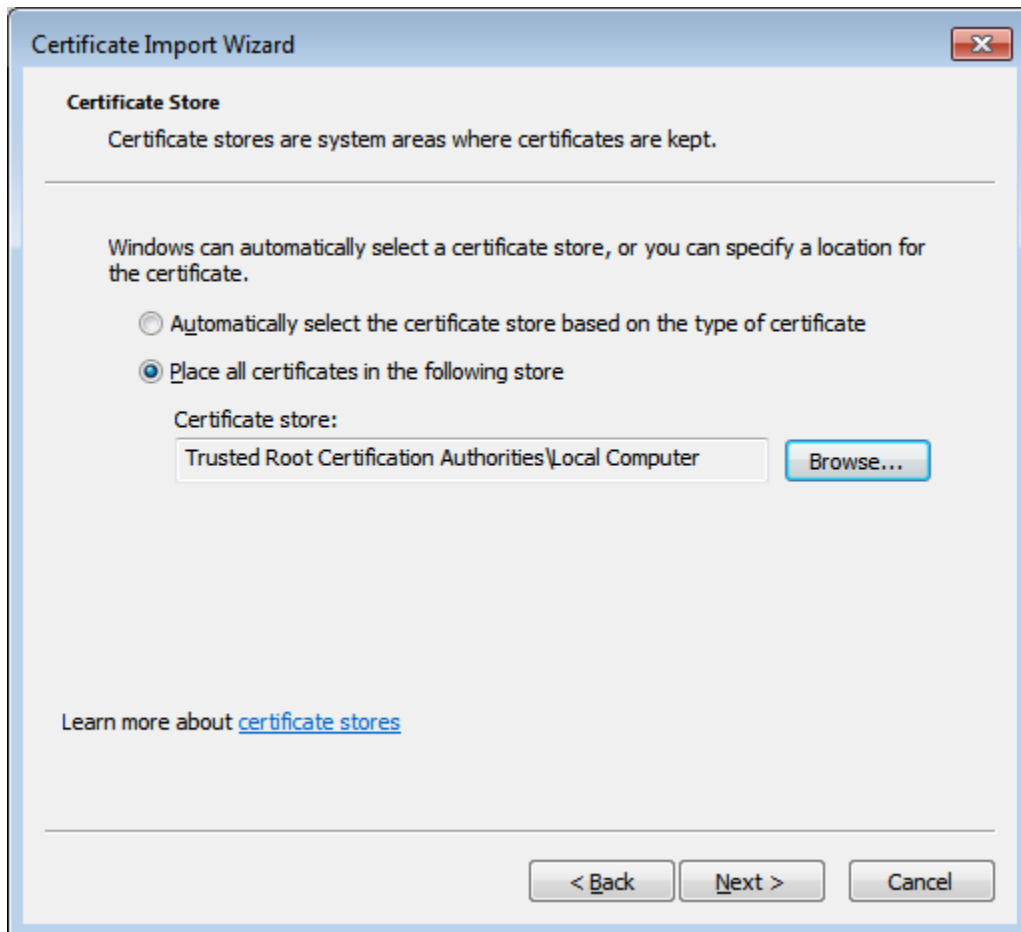 Certificate Import Wizard
Certificate Store
Certificate stores are system areas where certificates are kept.
Windows can automatically select a certificate store, or you can specify a location for
the certificate.
Automatically select the certificate store based on the type of certificate
Place all certificates in the following store
Certificate store:
Trusted Root Certification Authorities\Local Computer
Browse...
Learn more about certificate stores
< Back
Next >
Cancel